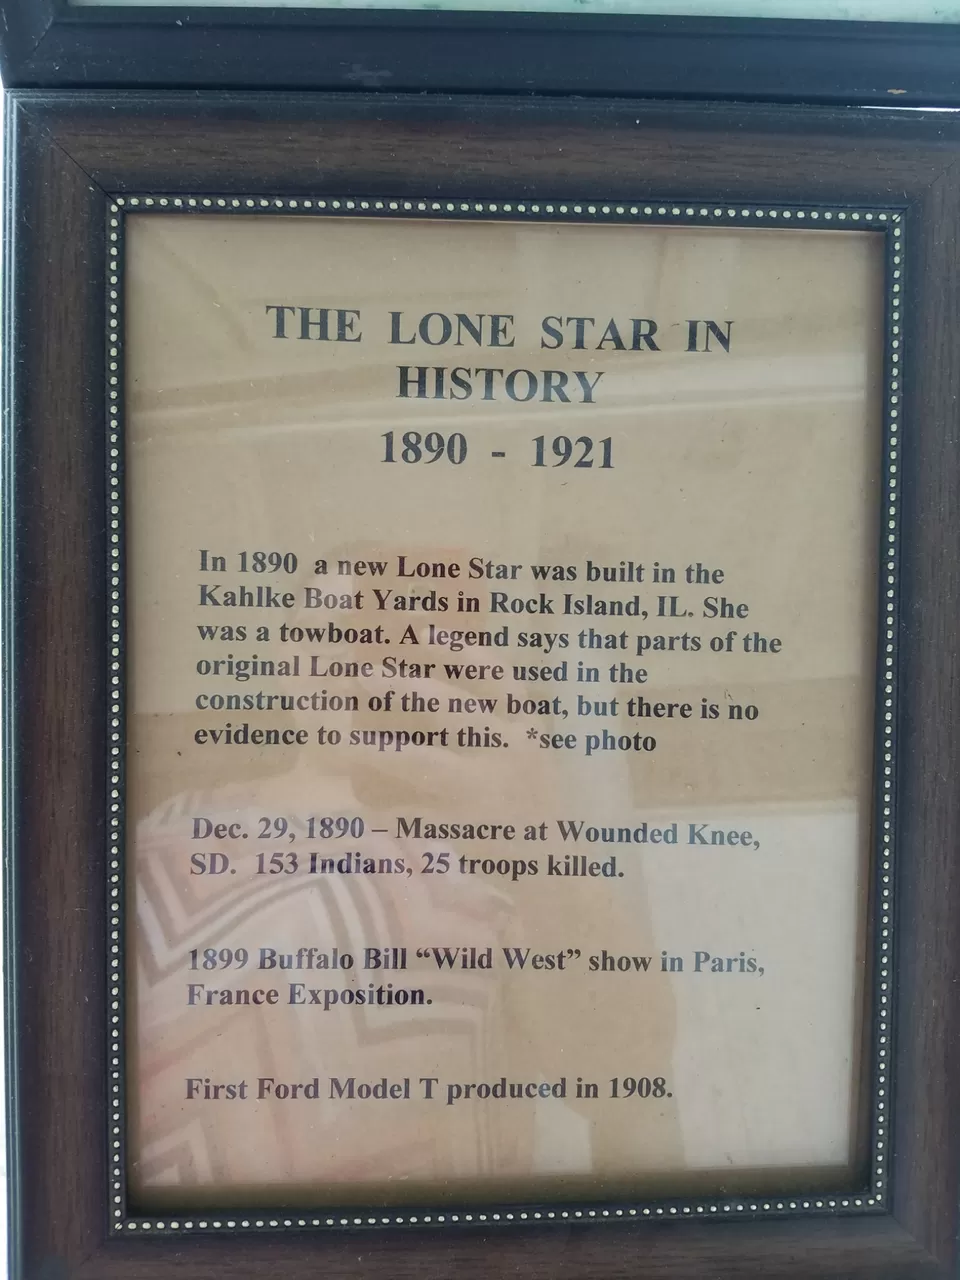 THE LONE STAR IN
HISTORY
1890 - 1921
In 1890 a new Lone Star was built in the
Kahlke Boat Yards in Rock Island, IL. She
was a towboat. A legend says that parts of the
original Lone Star were used in the
construction of the new boat, but there is no
evidence to support this. *see photo
Dec. 29, 1890 – Massacre at Wounded Knee,
SD. 153 Indians, 25 troops killed.
1899 Buffalo Bill “Wild West” show in Paris,
France Exposition.
First Ford Model T produced in 1908.